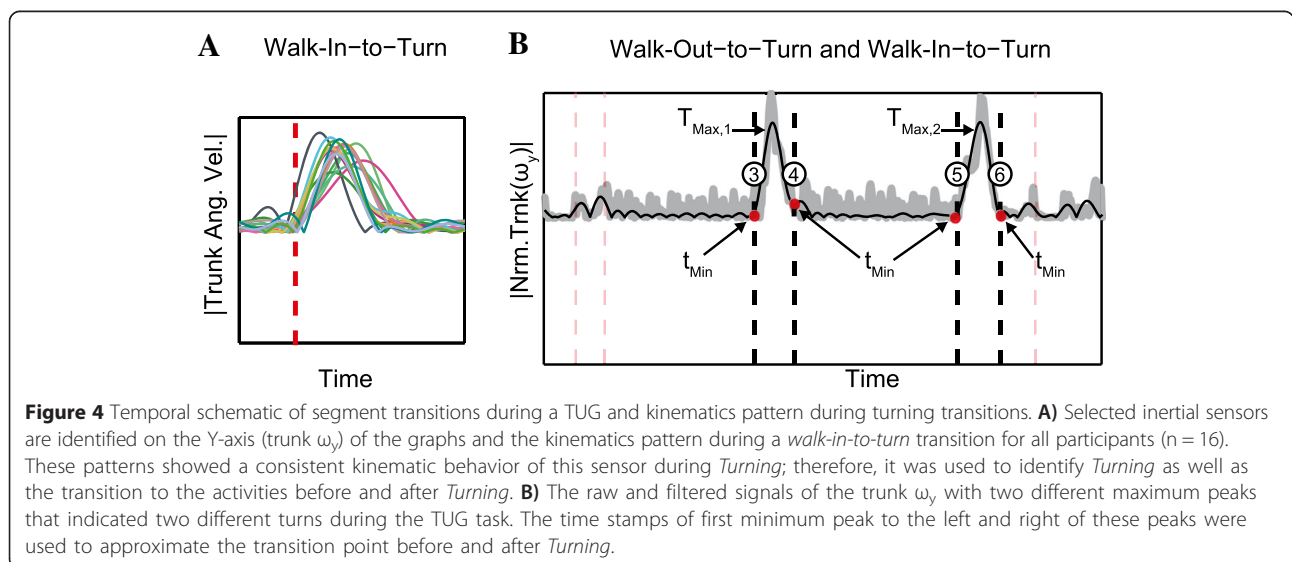 A Walk-In-to-Turn
|Trunk Ang. Vel.|
Time
B Walk-Out-to-Turn and Walk-In-to-Turn
|Nrm.Trnk(ωy)|
TMax,1
TMax,2
3 4 5 6
tMin tMin tMin
Time
Figure 4 Temporal schematic of segment transitions during a TUG and kinematics pattern during turning transitions. A) Selected inertial sensors
are identified on the Y-axis (trunk ωy) of the graphs and the kinematics pattern during a walk-in-to-turn transition for all participants (n = 16).
These patterns showed a consistent kinematic behavior of this sensor during Turning; therefore, it was used to identify Turning as well as
the transition to the activities before and after Turning. B) The raw and filtered signals of the trunk ωy with two different maximum peaks
that indicated two different turns during the TUG task. The time stamps of first minimum peak to the left and right of these peaks were
used to approximate the transition point before and after Turning.